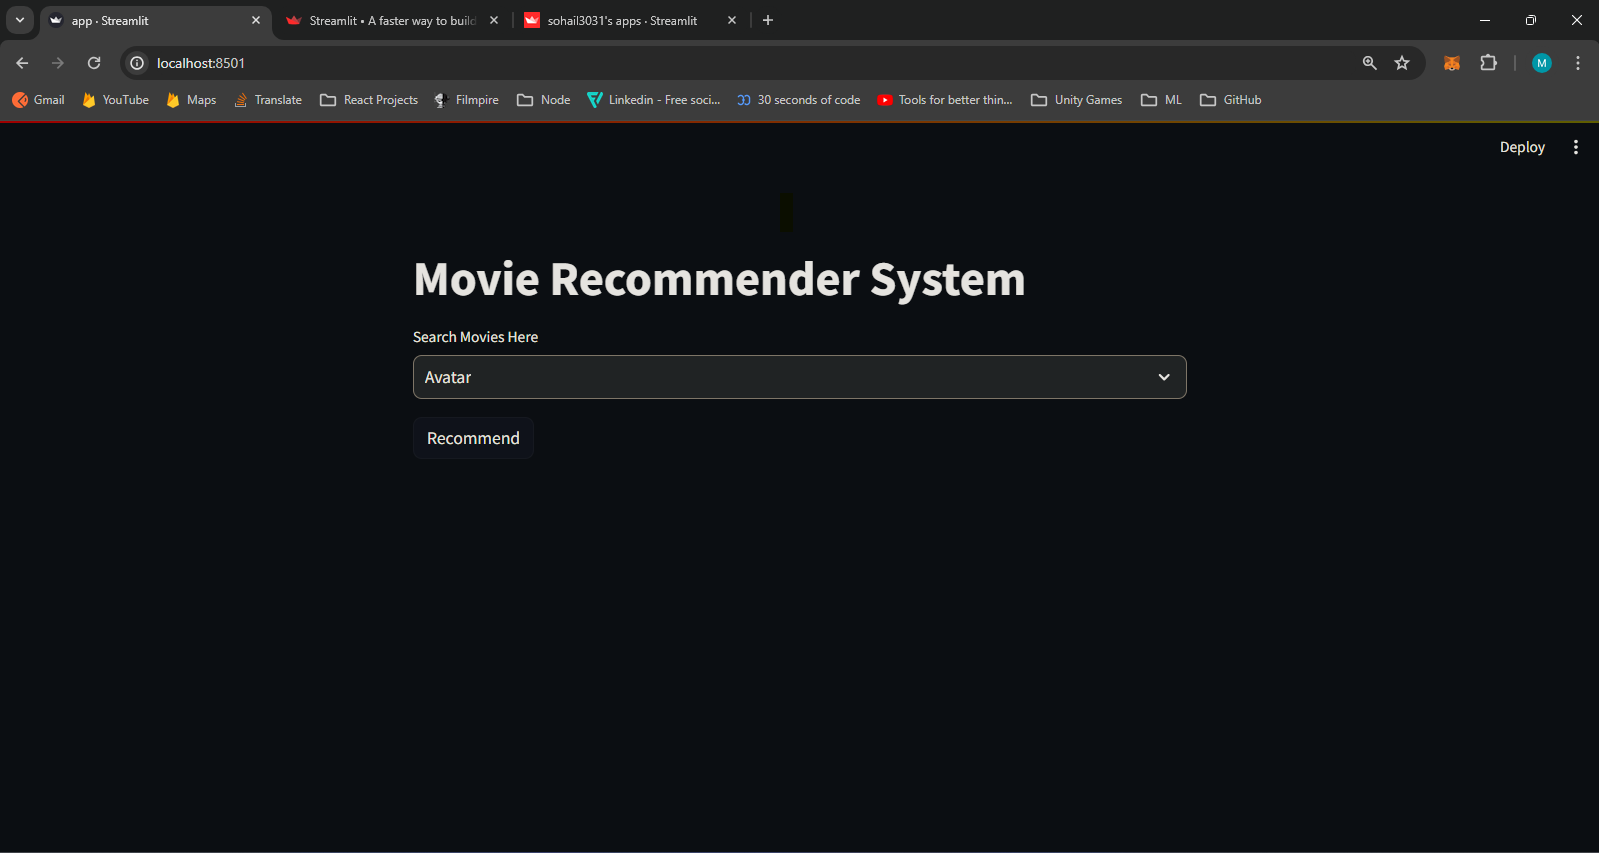 app · Streamlit
Streamlit • A faster way to build
sohail3031's apps · Streamlit
localhost:8501
M
Gmail
YouTube
Maps
Translate
React Projects
Filmpire
Node
Linkedin - Free soci...
30 seconds of code
Tools for better thin...
Unity Games
ML
GitHub
Deploy
Movie Recommender System
Search Movies Here
Avatar
Recommend